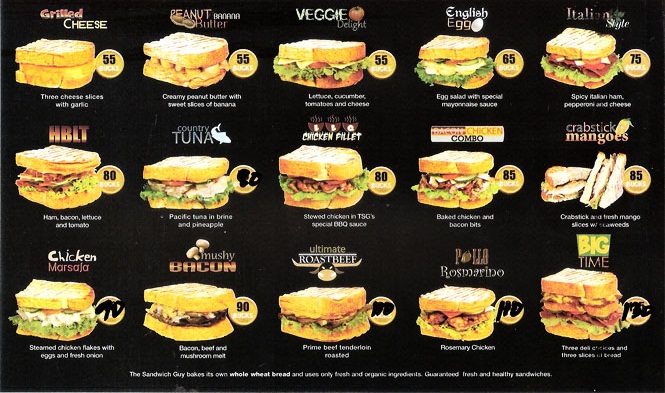 Grilled CHEESE
55 BUCKS
Three cheese slices
with garlic
PEANUT BANANA
Butter
55 BUCKS
Creamy peanut butter with
sweet slices of banana
VEGGIE
Delight
55 BUCKS
Lettuce, cucumber,
tomatoes and cheese
English
Egg
65 BUCKS
Egg salad with special
mayonnaise sauce
Italian
Style
75 BUCKS
Spicy italian ham,
pepperoni and cheese
HBLT
80 BUCKS
Ham, bacon, lettuce
and tomato
country
TUNA
80
Pacific tuna in brine
and pineapple
BBQ
CHICKEN FILLET
80 BUCKS
Stewed chicken in TSG's
special BBQ sauce
BACON CHICKEN
COMBO
85 BUCKS
Baked chicken and
bacon bits
crabstick
mangoes
85 BUCKS
Crabstick and fresh mango
slices w/ seaweeds
Chicken
Marsala
Steamed chicken flakes with
eggs and fresh onion
mushy
BACON
90 BUCKS
Bacon, beef and
mushroom melt
ultimate
ROASTBEEF
Prime beef tenderloin
roasted
POLLO
Rosmarino
Rosemary Chicken
BIG
TIME
Three deli choices and
three slices of bread
The Sandwich Guy bakes its own whole wheat bread and uses only fresh and organic ingredients. Guaranteed fresh and healthy sandwiches.